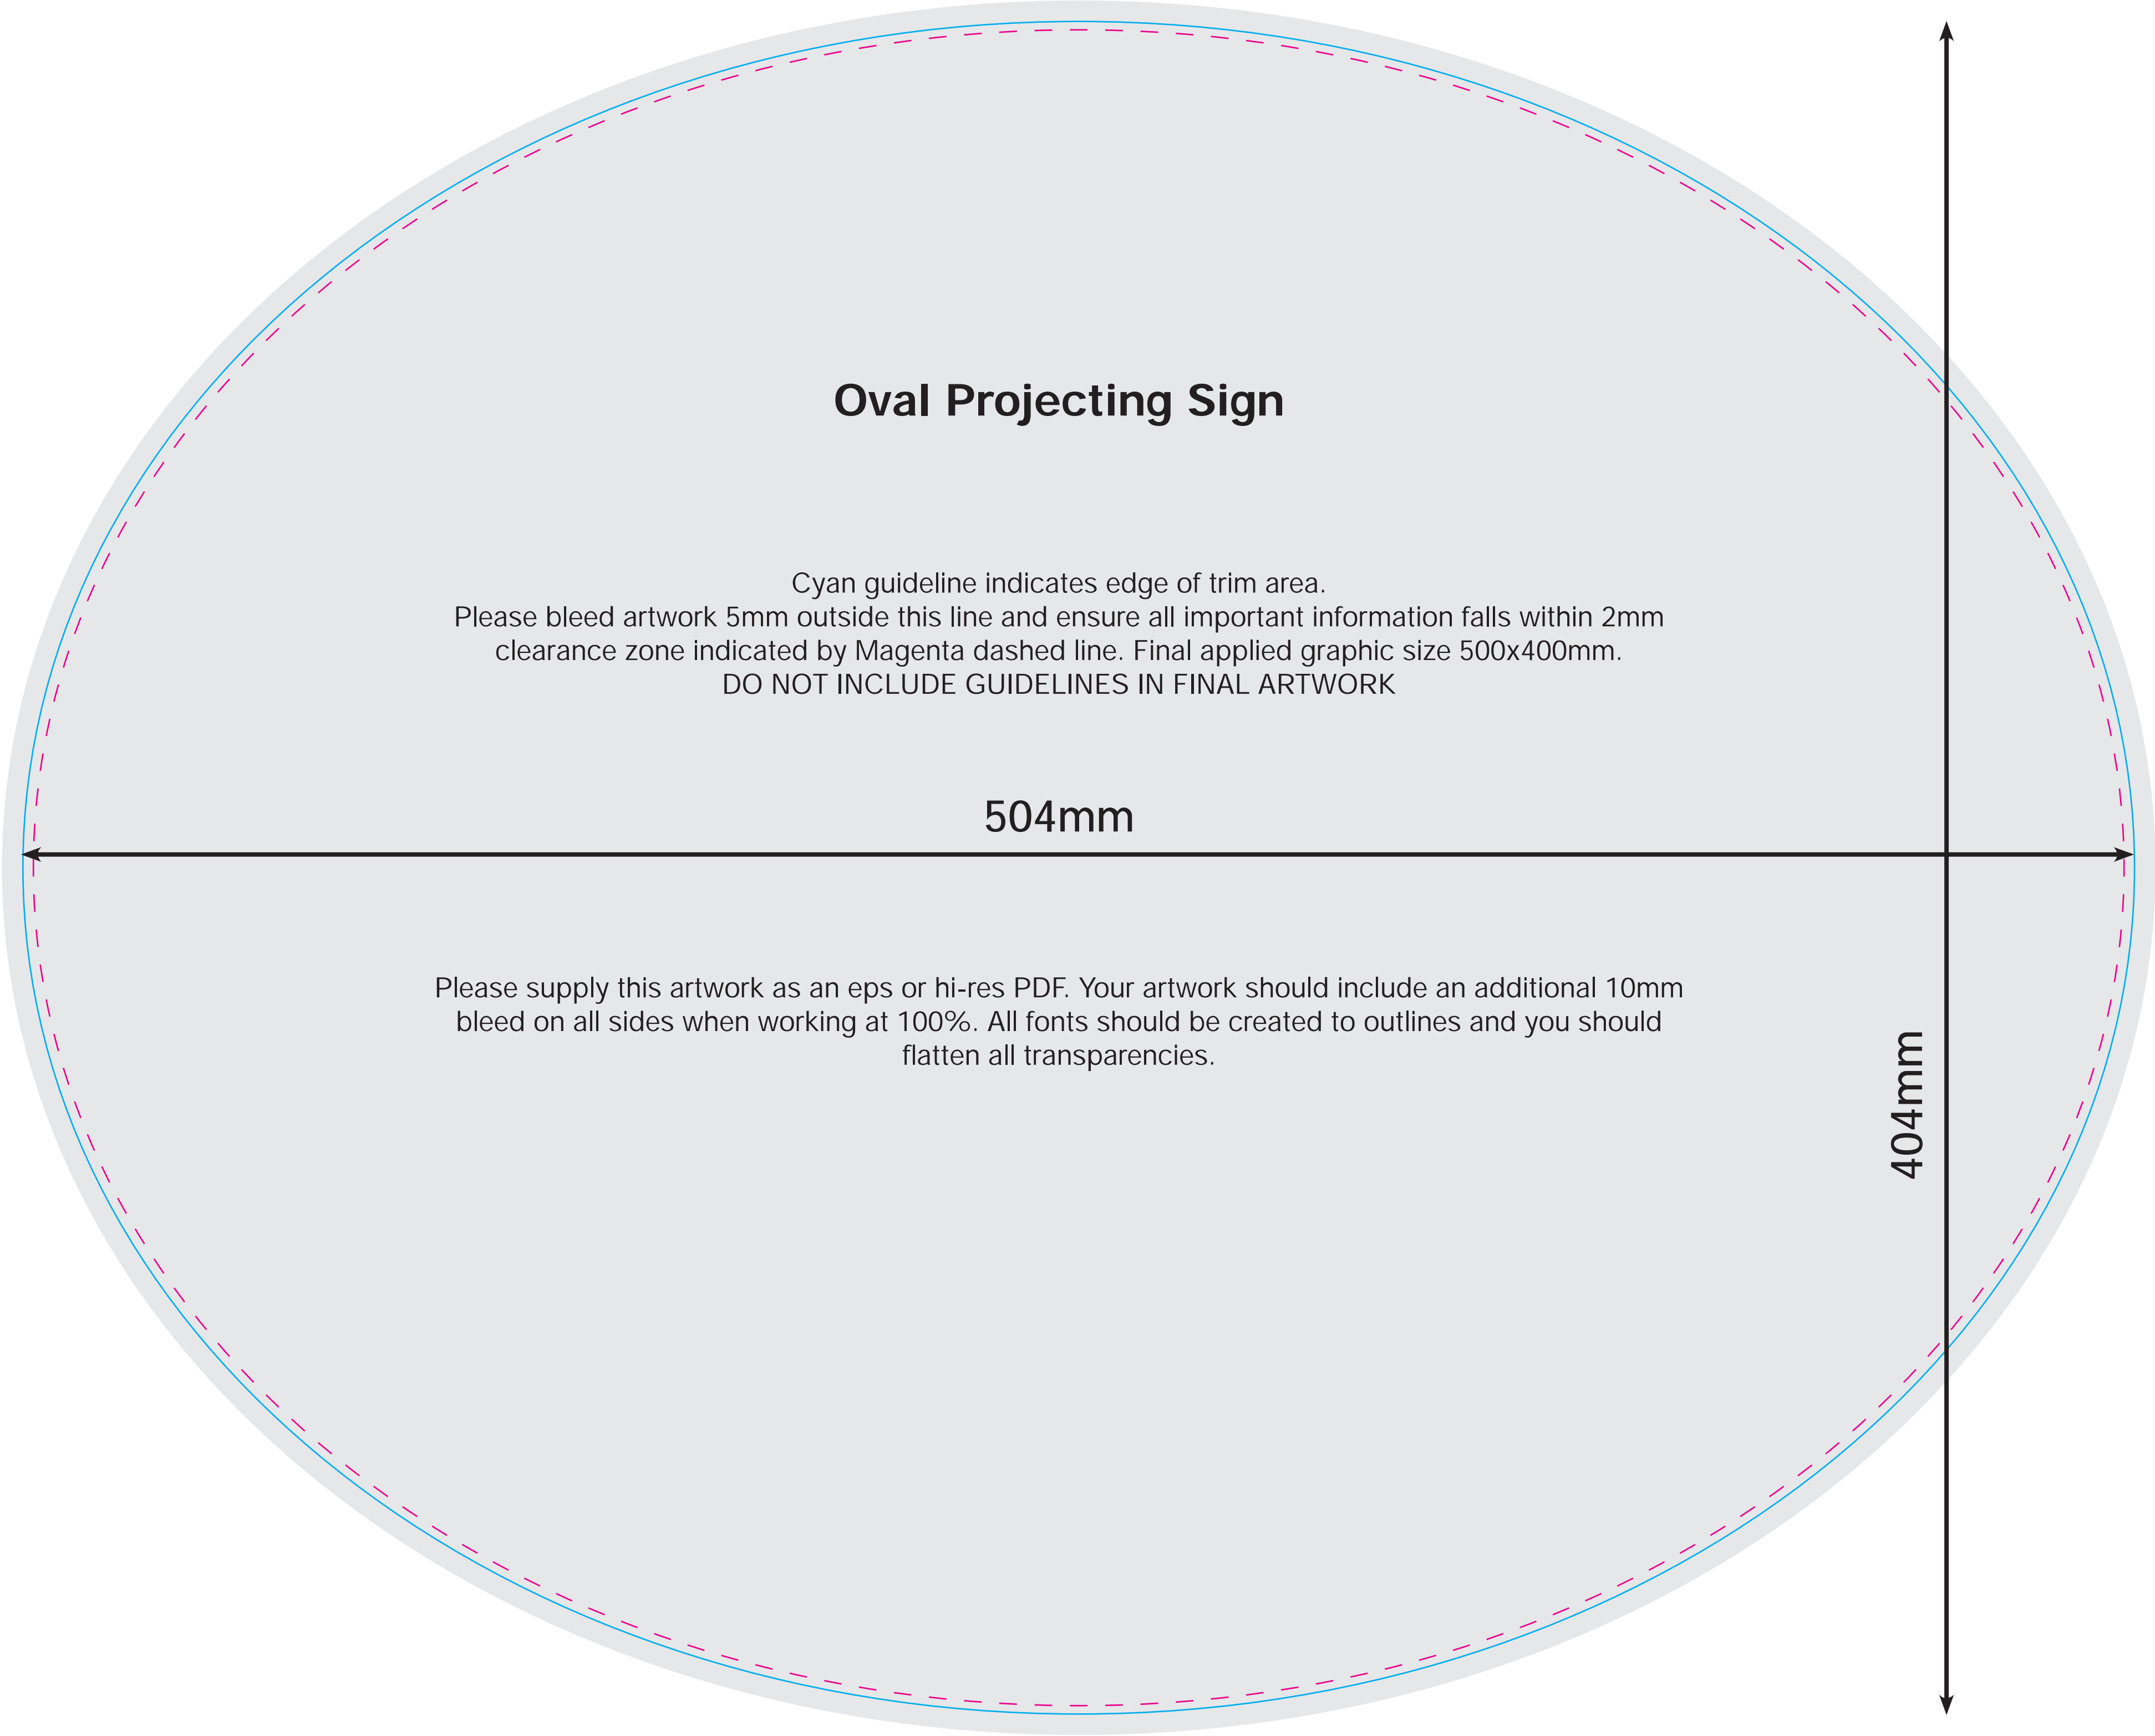 Oval Projecting Sign
Cyan guideline indicates edge of trim area.
Please bleed artwork 5mm outside this line and ensure all important information falls within 2mm
clearance zone indicated by Magenta dashed line. Final applied graphic size 500x400mm.
DO NOT INCLUDE GUIDELINES IN FINAL ARTWORK
504mm
Please supply this artwork as an eps or hi-res PDF. Your artwork should include an additional 10mm
bleed on all sides when working at 100%. All fonts should be created to outlines and you should
flatten all transparencies.
404mm